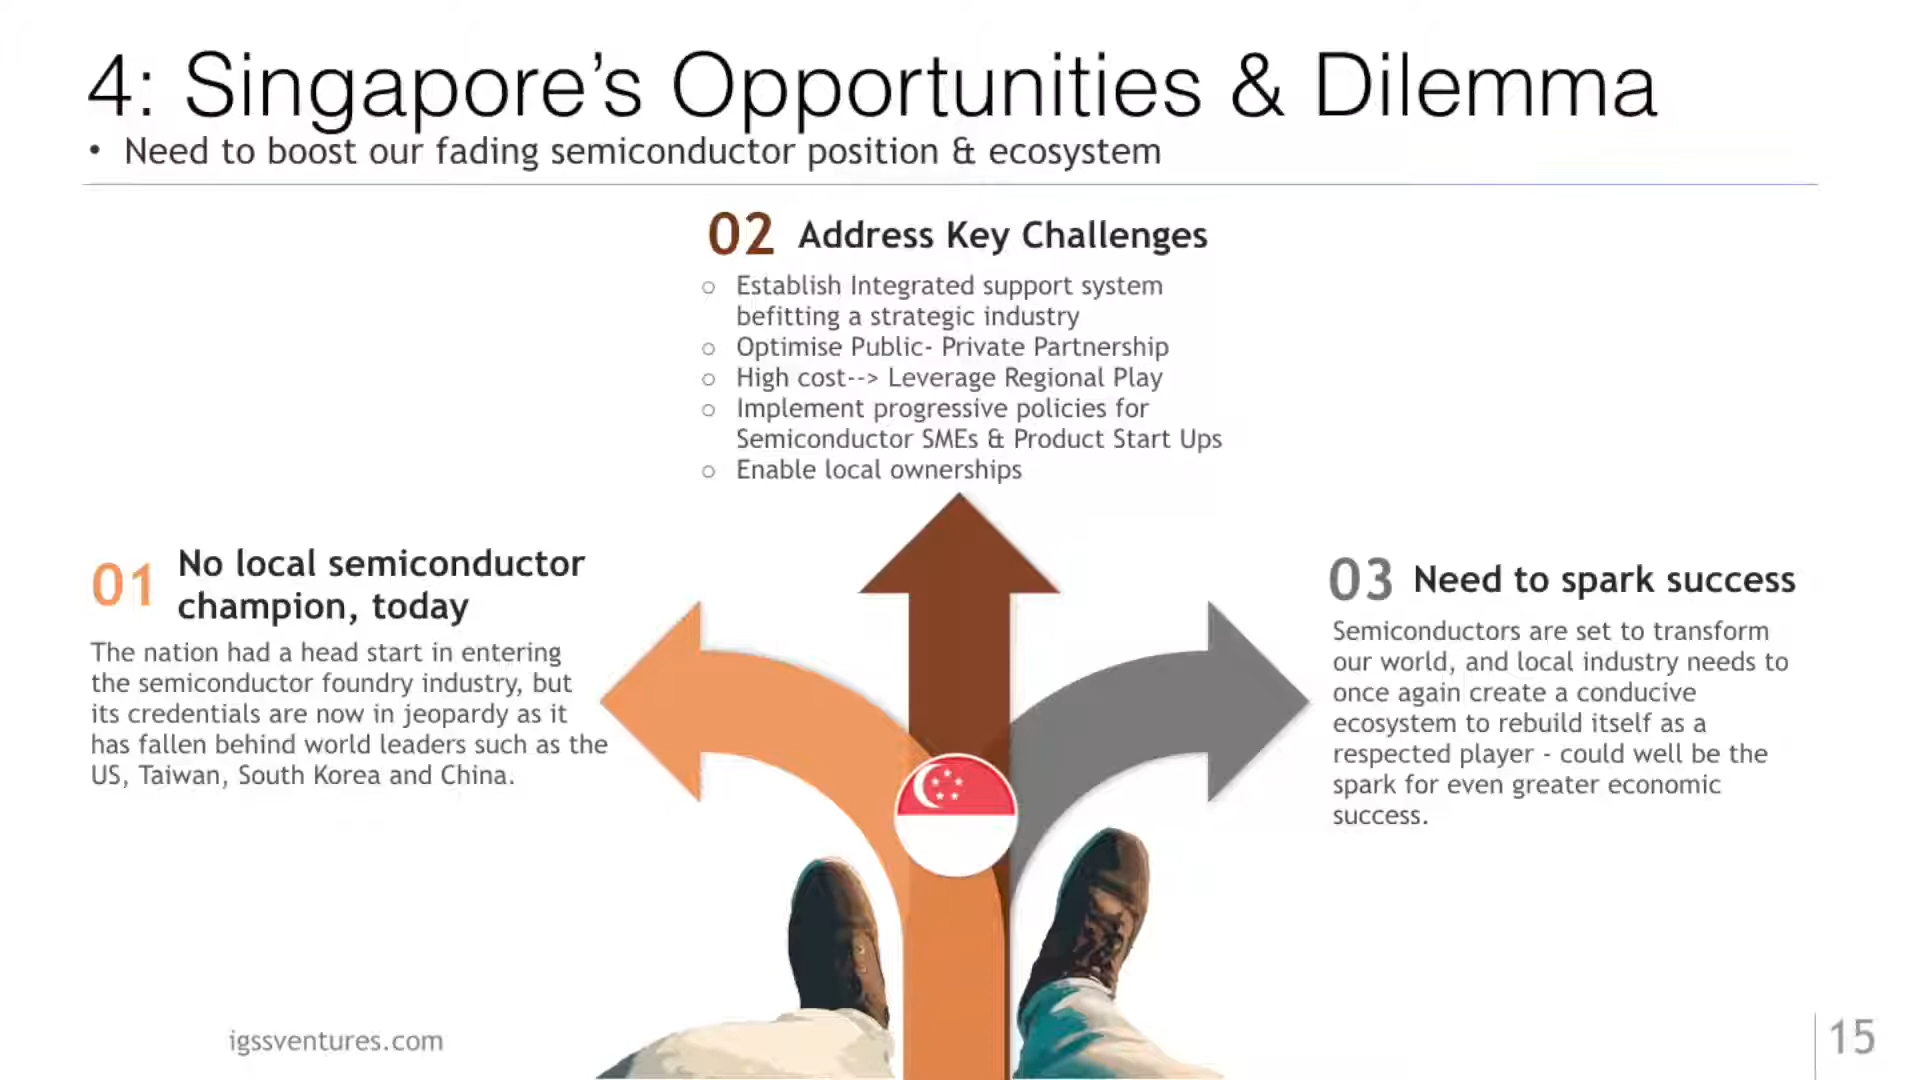 4: Singapore’s Opportunities & Dilemma
• Need to boost our fading semiconductor position & ecosystem
02 Address Key Challenges
○ Establish Integrated support system
befitting a strategic industry
○ Optimise Public- Private Partnership
○ High cost--> Leverage Regional Play
○ Implement progressive policies for
Semiconductor SMEs & Product Start Ups
○ Enable local ownerships
01 No local semiconductor
champion, today
The nation had a head start in entering
the semiconductor foundry industry, but
its credentials are now in jeopardy as it
has fallen behind world leaders such as the
US, Taiwan, South Korea and China.
03 Need to spark success
Semiconductors are set to transform
our world, and local industry needs to
once again create a conducive
ecosystem to rebuild itself as a
respected player - could well be the
spark for even greater economic
success.
igssventures.com
15